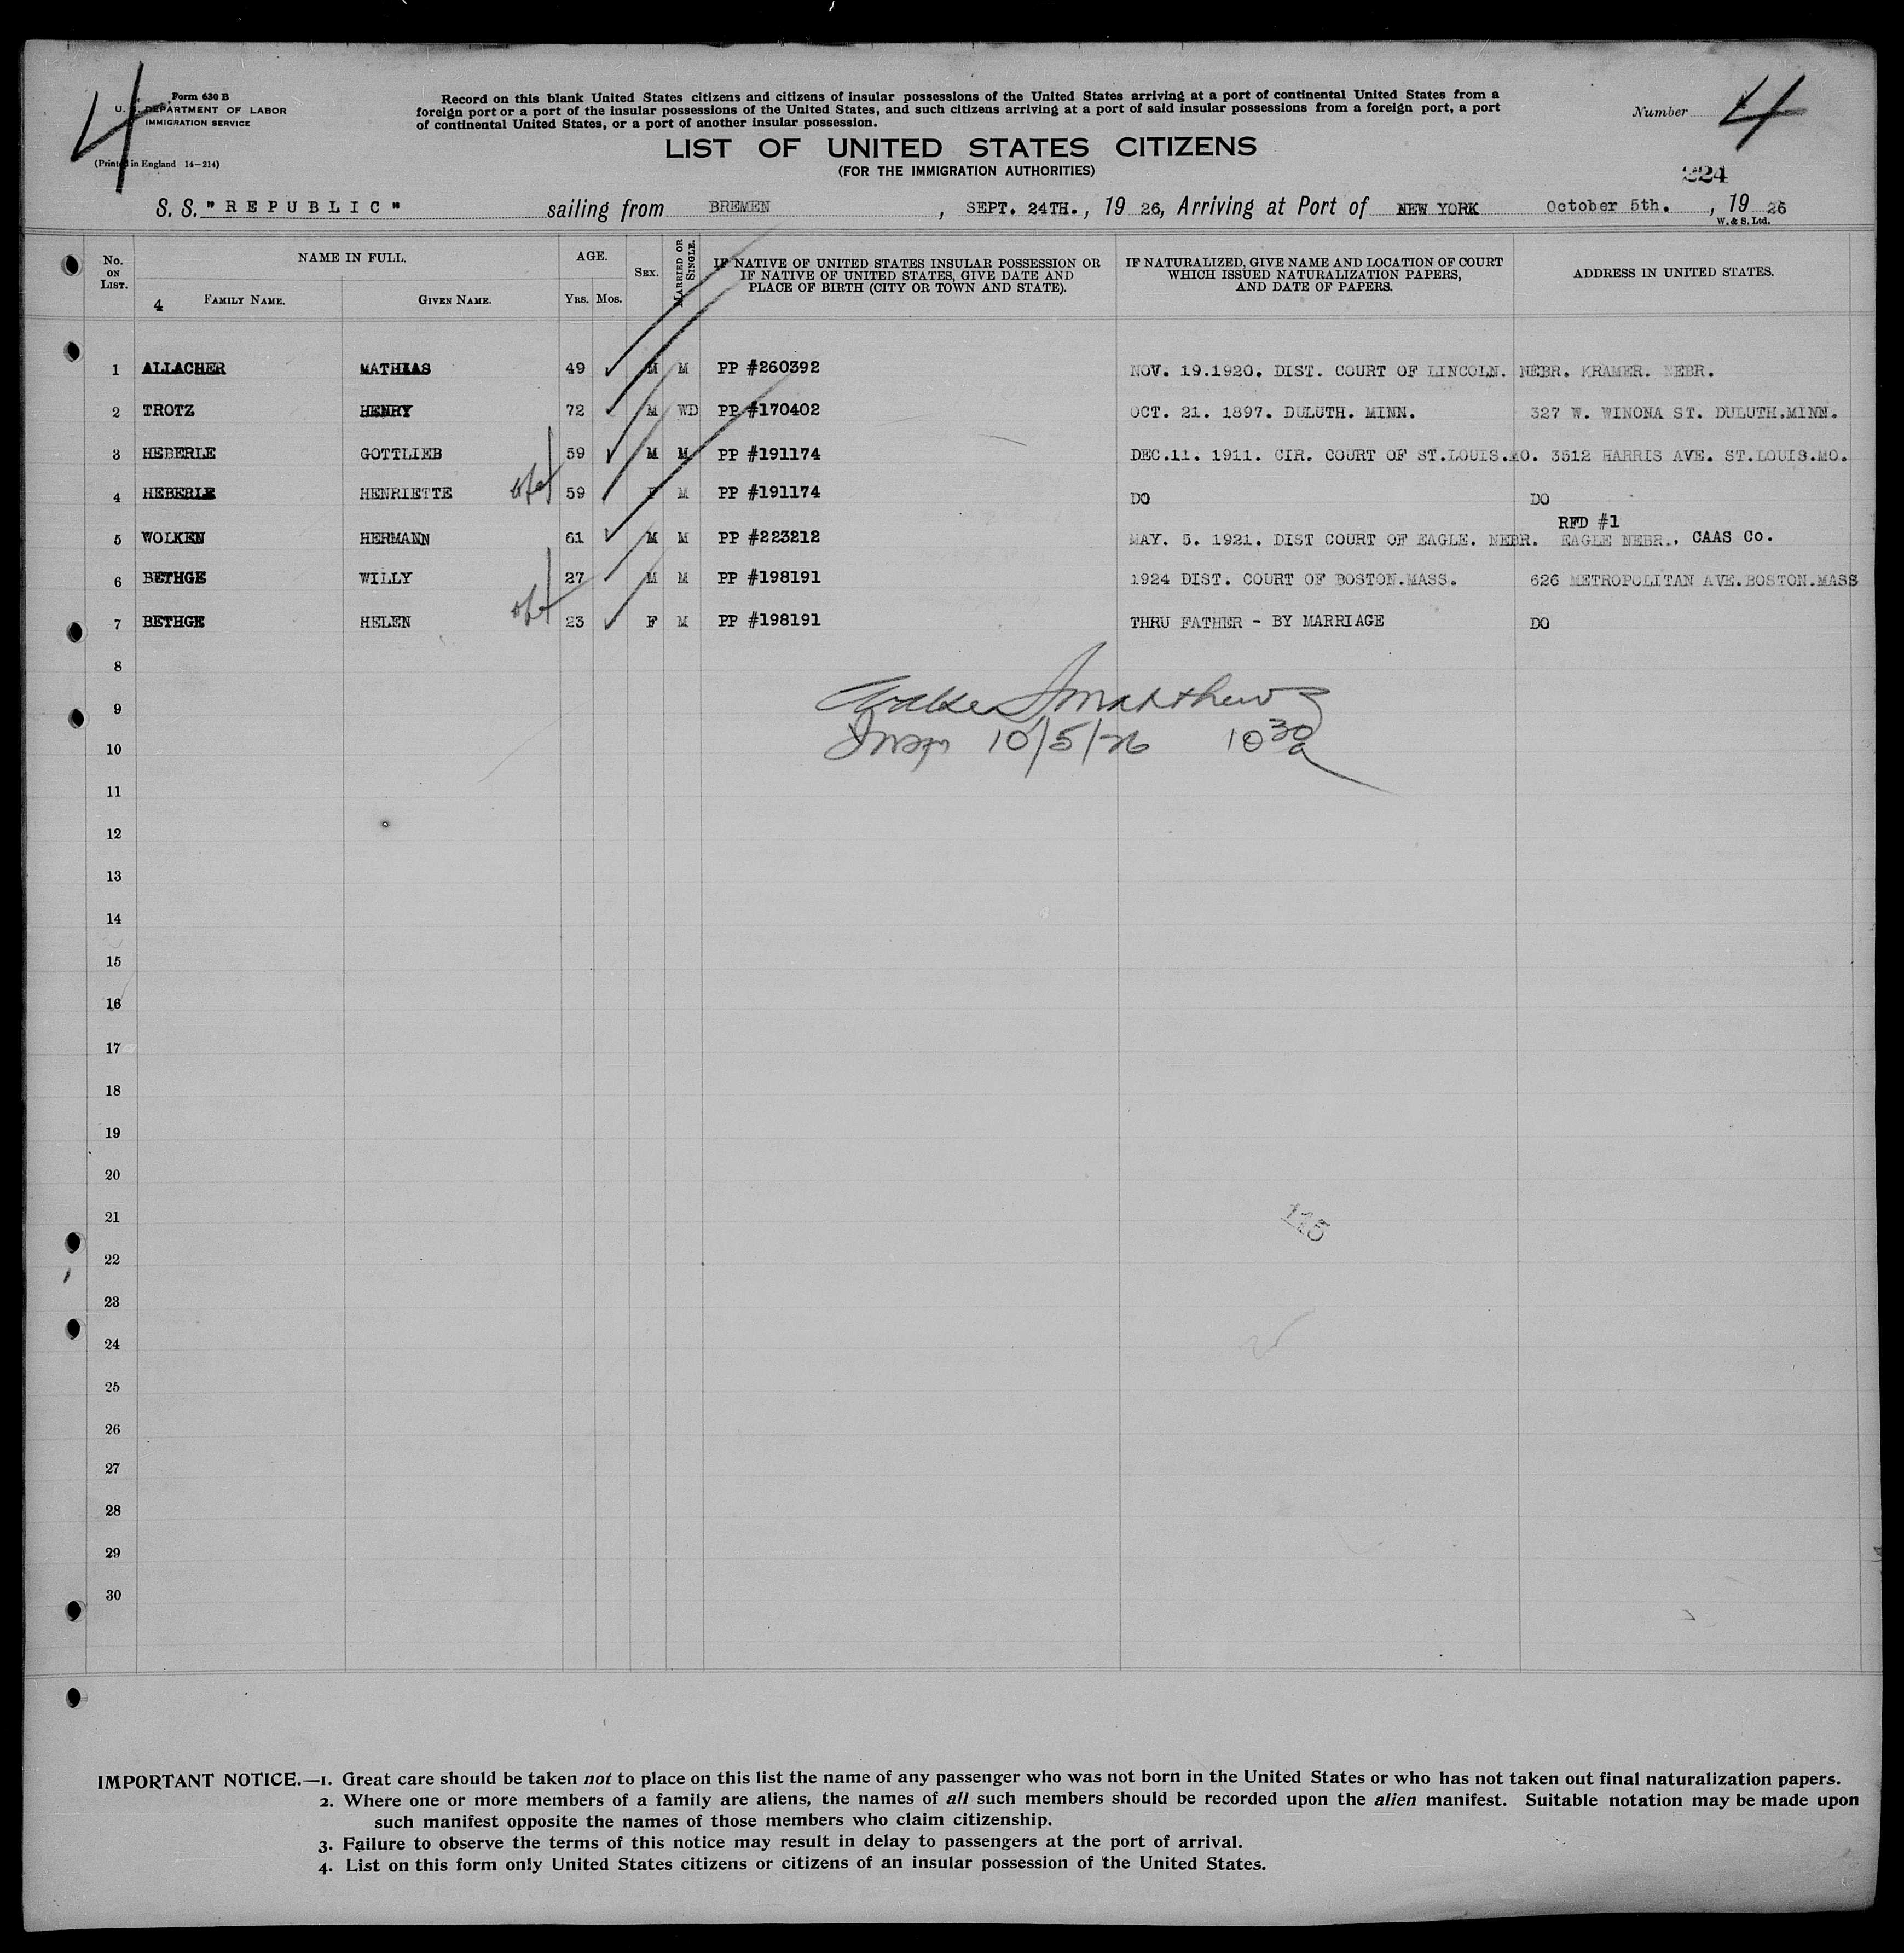 4
Form 630 B
U. S. DEPARTMENT OF LABOR
IMMIGRATION SERVICE
(Printed in England 14—214)
Record on this blank United States citizens and citizens of insular possessions of the United States arriving at a port of continental United States from a
foreign port or a port of the insular possessions of the United States, and such citizens arriving at a port of said insular possessions from a foreign port, a port
of continental United States, or a port of another insular possession.
Number 4
LIST OF UNITED STATES CITIZENS
(FOR THE IMMIGRATION AUTHORITIES)
224
S. S. "REPUBLIC" sailing from BREMEN, SEPT. 24TH., 19 26, Arriving at Port of NEW YORK October 5th., 19 26
W. & S. Ltd.
No. ON LIST. NAME IN FULL. AGE. SEX. MARRIED OR SINGLE. IF NATIVE OF UNITED STATES INSULAR POSSESSION OR IF NATIVE OF UNITED STATES, GIVE DATE AND PLACE OF BIRTH (CITY OR TOWN AND STATE). IF NATURALIZED, GIVE NAME AND LOCATION OF COURT WHICH ISSUED NATURALIZATION PAPERS, AND DATE OF PAPERS. ADDRESS IN UNITED STATES.
4 FAMILY NAME. GIVEN NAME. YRS. MOS.
1 ALLACHER MATHIAS 49 M M PP #260392 NOV. 19.1920. DIST. COURT OF LINCOLN. NEBR. KRAMER. NEBR.
2 TROTZ HENRY 72 M WD PP #170402 OCT. 21. 1897. DULUTH. MINN. 327 W. WINONA ST. DULUTH.MINN.
3 HEBERLE GOTTLIEB 59 M M PP #191174 DEC.11. 1911. CIR. COURT OF ST.LOUIS.MO. 3512 HARRIS AVE. ST.LOUIS.MO.
4 HEBERLE HENRIETTE 59 F M PP #191174 DO DO
RFD #1
5 WOLKEN HERMANN 61 M M PP #223212 MAY. 5. 1921. DIST COURT OF EAGLE. NEBR. EAGLE NEBR., CAAS Co.
6 BETHGE WILLY 27 M M PP #198191 1924 DIST. COURT OF BOSTON.MASS. 626 METROPOLITAN AVE.BOSTON.MASS
7 BETHGE HELEN 23 F M PP #198191 THRU FATHER - BY MARRIAGE DO
8
9 Matthews
10 Insp 10/5/26 10 30 a
11
12
13
14
15
16
17
18
19
20
21 115
22
23
24
25
26
27
28
29
30
IMPORTANT NOTICE.—1. Great care should be taken not to place on this list the name of any passenger who was not born in the United States or who has not taken out final naturalization papers.
2. Where one or more members of a family are aliens, the names of all such members should be recorded upon the alien manifest. Suitable notation may be made upon
such manifest opposite the names of those members who claim citizenship.
3. Failure to observe the terms of this notice may result in delay to passengers at the port of arrival.
4. List on this form only United States citizens or citizens of an insular possession of the United States.